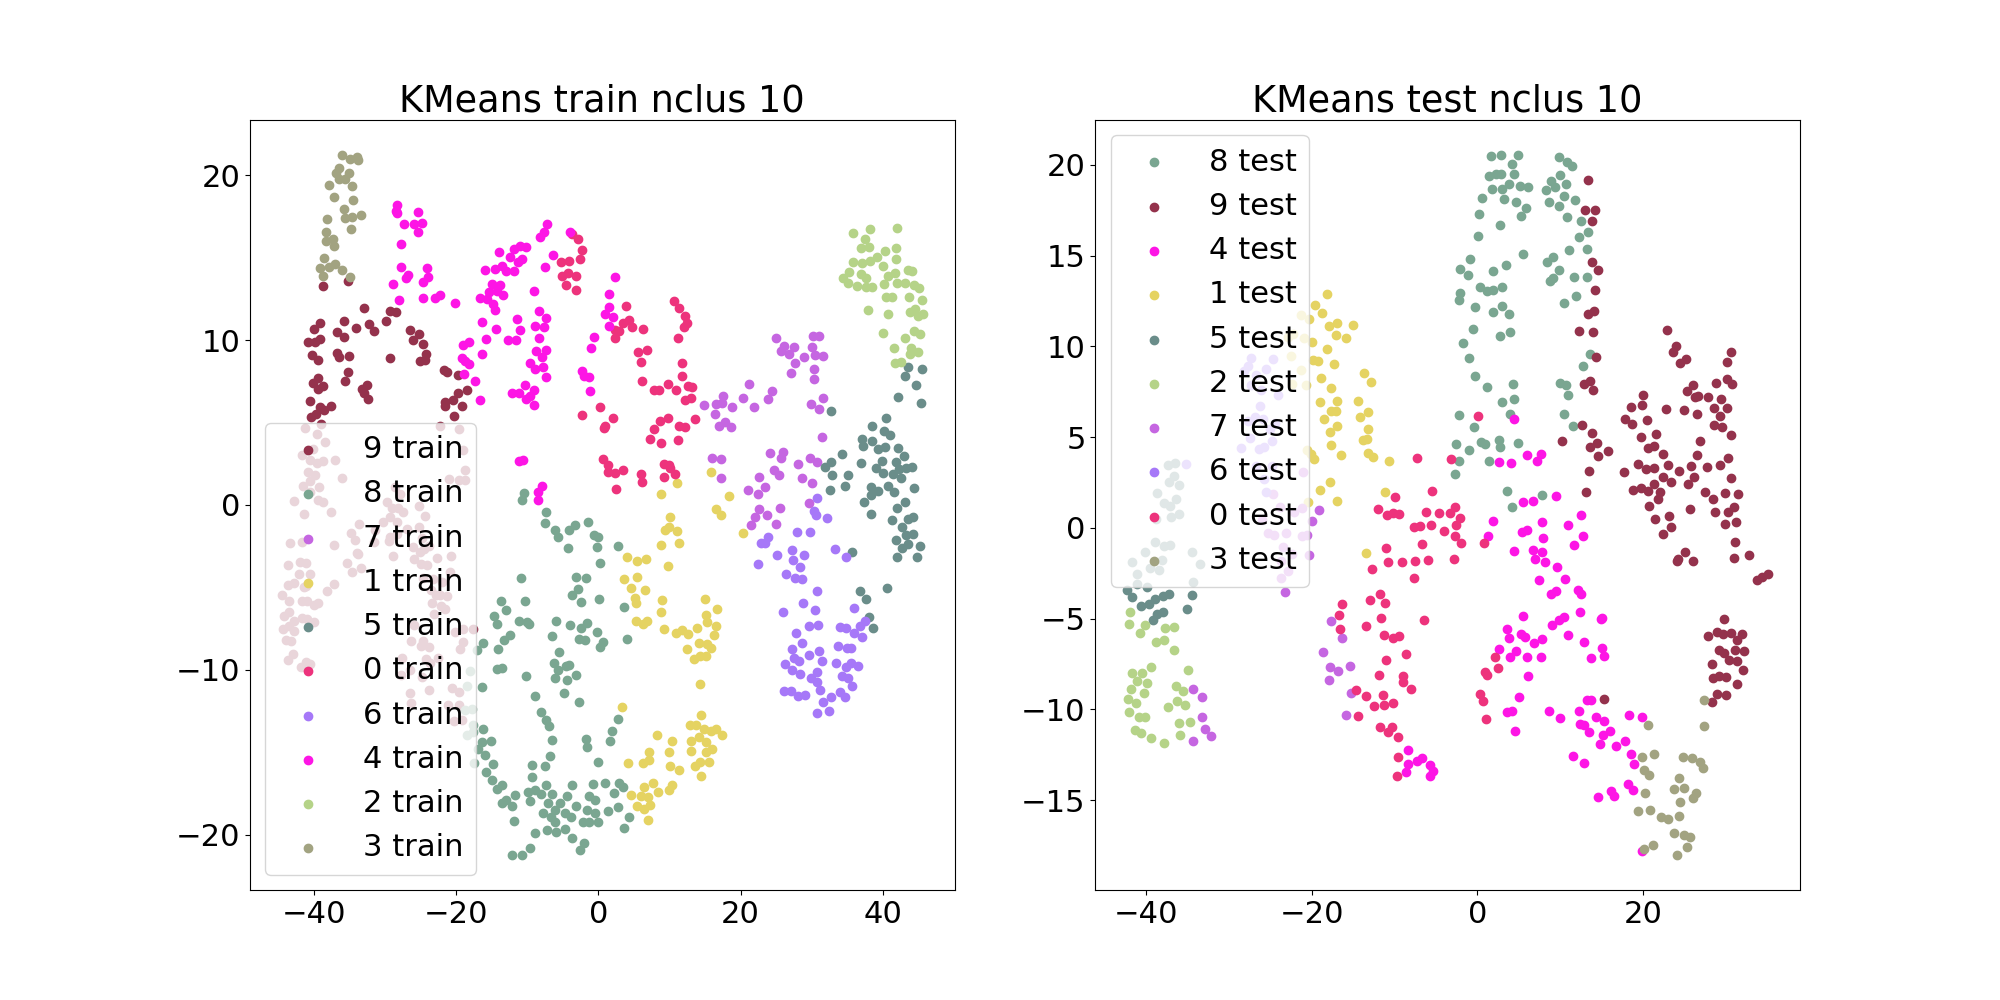 KMeans train nclus 10
20
10
0
−10
−20
−40
−20
0
20
40
9 train
8 train
7 train
1 train
5 train
0 train
6 train
4 train
2 train
3 train
KMeans test nclus 10
20
15
10
5
0
−5
−10
−15
−40
−20
0
20
8 test
9 test
4 test
1 test
5 test
2 test
7 test
6 test
0 test
3 test